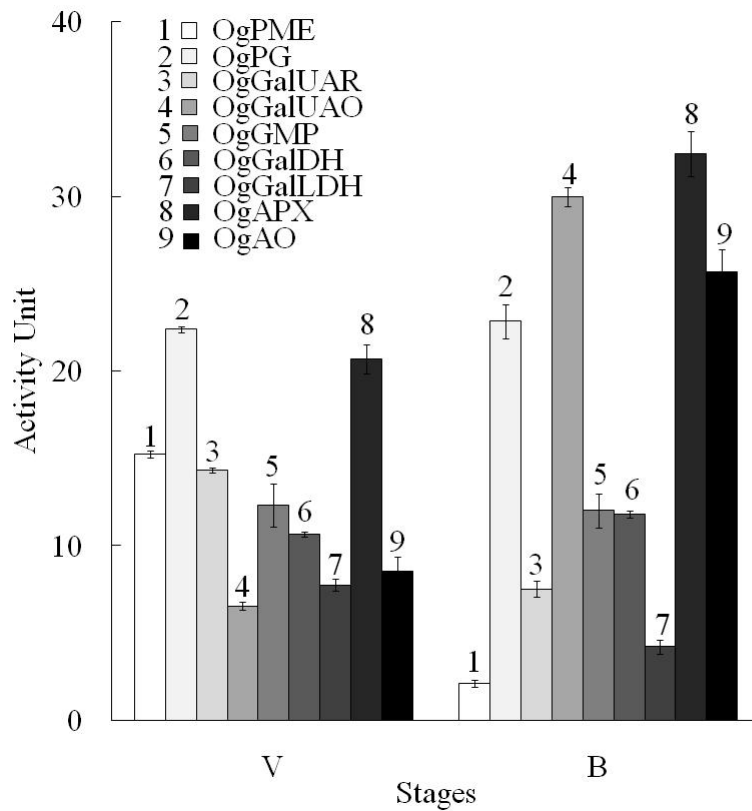 40
30
20
10
0
Activity Unit
1 OgPME
2 OgPG
3 OgGalUAR
4 OgGalUAO
5 OgGMP
6 OgGalDH
7 OgGalLDH
8 OgAPX
9 OgAO
1
2
3
4
5
6
7
8
9
1
2
3
4
5
6
7
8
9
V
B
Stages